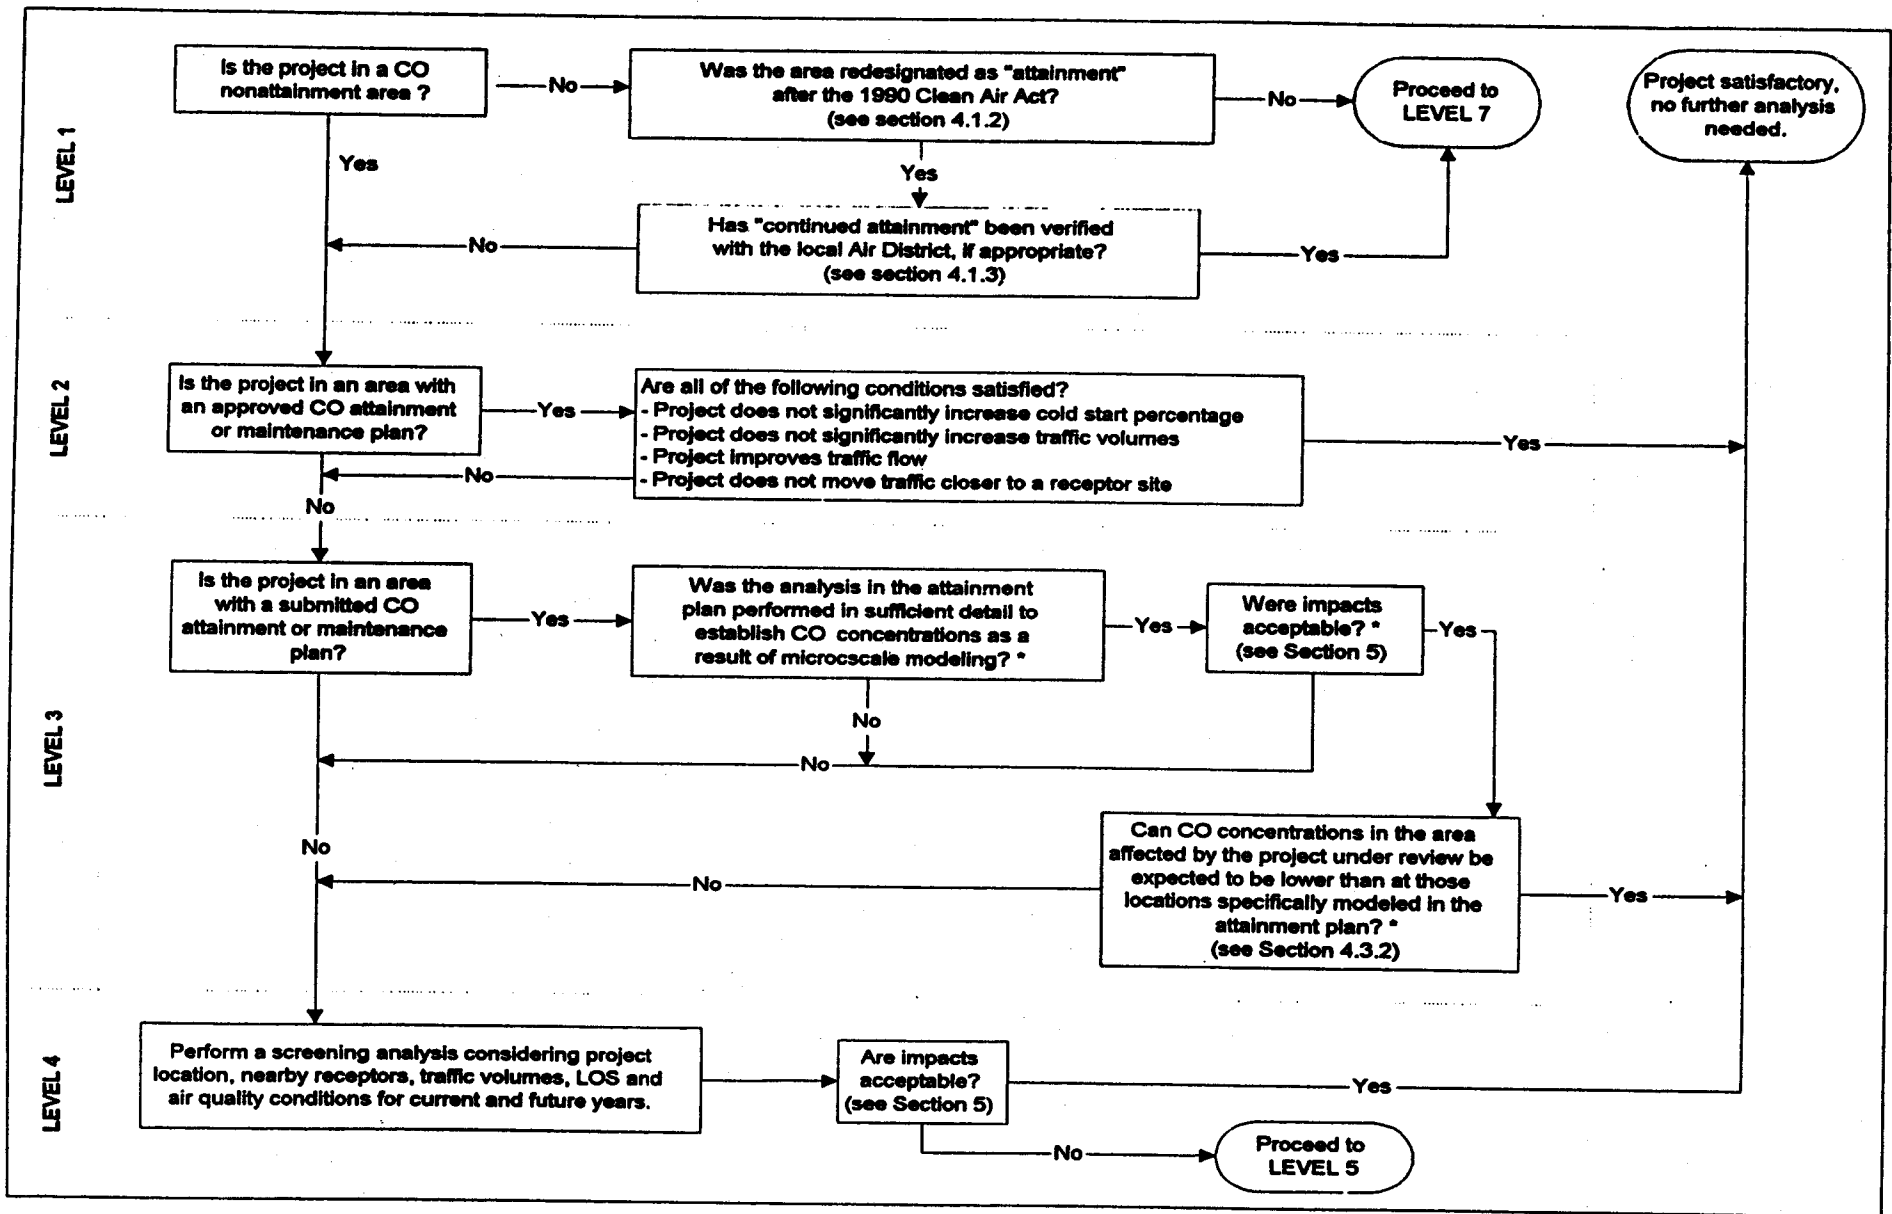 LEVEL 1
Is the project in a CO
nonattainment area ?
No
Was the area redesignated as "attainment"
after the 1990 Clean Air Act?
(see section 4.1.2)
No
Proceed to
LEVEL 7
Project satisfactory,
no further analysis
needed.
Yes
Yes
Has "continued attainment" been verified
with the local Air District, if appropriate?
(see section 4.1.3)
No
Yes
LEVEL 2
Is the project in an area with
an approved CO attainment
or maintenance plan?
Yes
Are all of the following conditions satisfied?
- Project does not significantly increase cold start percentage
- Project does not significantly increase traffic volumes
- Project improves traffic flow
- Project does not move traffic closer to a receptor site
Yes
No
No
LEVEL 3
Is the project in an area
with a submitted CO
attainment or maintenance
plan?
Yes
Was the analysis in the attainment
plan performed in sufficient detail to
establish CO concentrations as a
result of microcscale modeling? *
Yes
Were impacts
acceptable? *
(see Section 5)
Yes
No
No
No
Can CO concentrations in the area
affected by the project under review be
expected to be lower than at those
locations specifically modeled in the
attainment plan? *
(see Section 4.3.2)
No
Yes
LEVEL 4
Perform a screening analysis considering project
location, nearby receptors, traffic volumes, LOS and
air quality conditions for current and future years.
Are impacts
acceptable?
(see Section 5)
Yes
No
Proceed to
LEVEL 5